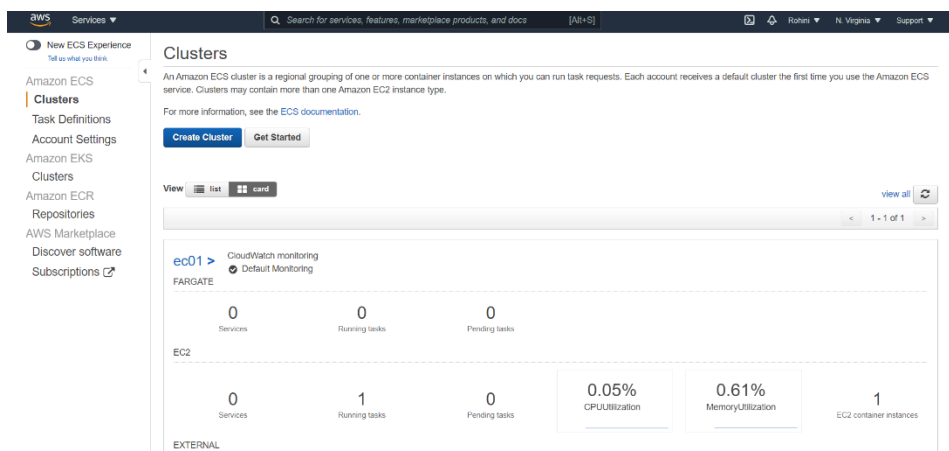 aws Services ▼ Search for services, features, marketplace products, and docs [Alt+S] Rohini ▼ N. Virginia ▼ Support ▼
New ECS Experience
Tell us what you think
Amazon ECS
Clusters
Task Definitions
Account Settings
Amazon EKS
Clusters
Amazon ECR
Repositories
AWS Marketplace
Discover software
Subscriptions
Clusters
An Amazon ECS cluster is a regional grouping of one or more container instances on which you can run task requests. Each account receives a default cluster the first time you use the Amazon ECS
service. Clusters may contain more than one Amazon EC2 instance type.
For more information, see the ECS documentation.
Create Cluster Get Started
View list card
view all
< 1 - 1 of 1 >
ec01 > CloudWatch monitoring
Default Monitoring
FARGATE
0 0 0
Services Running tasks Pending tasks
EC2
0 1 0 0.05% 0.61% 1
Services Running tasks Pending tasks CPUUtilization MemoryUtilization EC2 container instances
EXTERNAL